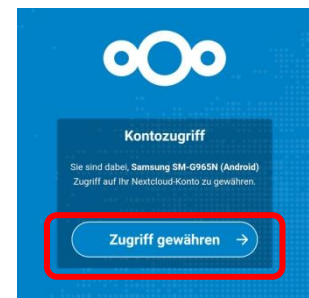 Kontozugriff
Sie sind dabei, Samsung SM-G965N (Android)
Zugriff auf Ihr Nextcloud-Konto zu gewähren.
Zugriff gewähren →